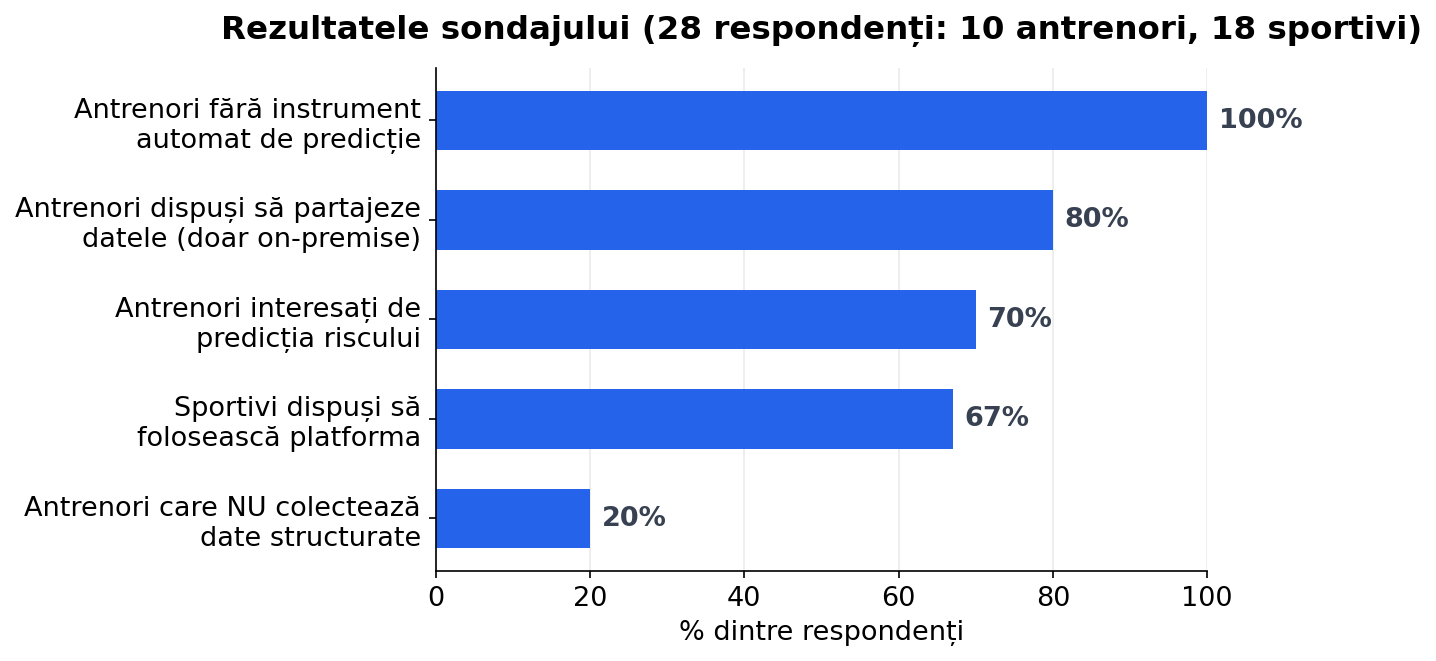 Rezultatele sondajului (28 respondenți: 10 antrenori, 18 sportivi)
Antrenori fără instrument
automat de predicție
100%
Antrenori dispuși să partajeze
datele (doar on-premise)
80%
Antrenori interesați de
predicția riscului
70%
Sportivi dispuși să
folosească platforma
67%
Antrenori care NU colectează
date structurate
20%
0 20 40 60 80 100
% dintre respondenți